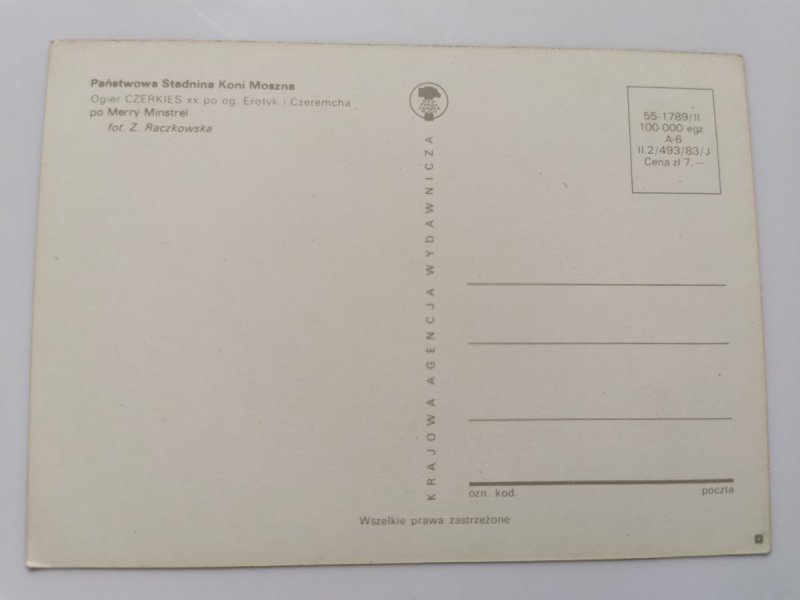 Państwowa Stadnina Koni Moszna
Ogier CZERKIES xx po og. Erotyk i Czeremcha
po Merry Minstrel
fot. Z. Raczkowska
KRAJOWA AGENCJA WYDAWNICZA
55-1789/II
100 000 egz.
A-6
II.2/493/83/J
Cena zł 7.—
ozn. kod.
poczta
Wszelkie prawa zastrzeżone